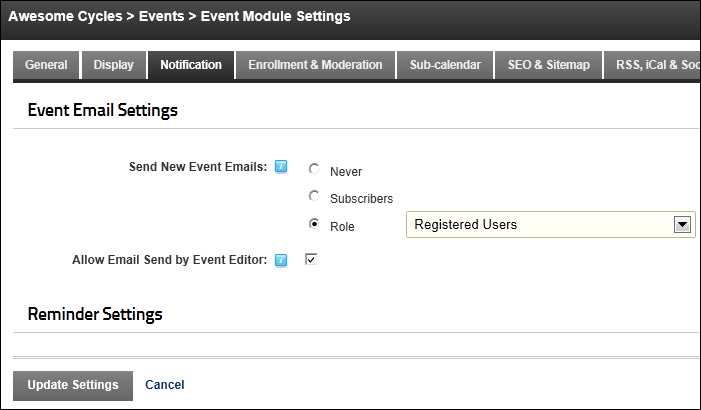 Awesome Cycles > Events > Event Module Settings
General Display Notification Enrollment & Moderation Sub-calendar SEO & Sitemap RSS, iCal & Soc
Event Email Settings
Send New Event Emails: Never
Subscribers
Role Registered Users
Allow Email Send by Event Editor:
Reminder Settings
Update Settings Cancel